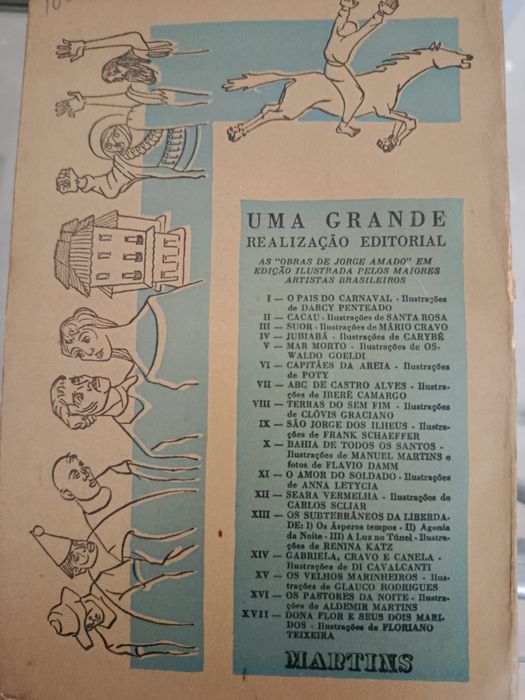 10
UMA GRANDE
REALIZAÇÃO EDITORIAL
AS "OBRAS DE JORGE AMADO" EM
EDIÇÃO ILUSTRADA PELOS MAIORES
ARTISTAS BRASILEIROS
I — O PAIS DO CARNAVAL - Ilustrações
de DARCY PENTEADO
II — CACAU - Ilustrações de SANTA ROSA
III — SUOR - Ilustrações de MÁRIO CRAVO
IV — JUBIABÁ - Ilustrações de CARYBÉ
V — MAR MORTO - Ilustrações de OS-
WALDO GOELDI
VI — CAPITÃES DA AREIA - Ilustrações
de POTY
VII — ABC DE CASTRO ALVES - Ilustra-
ções de IBERÊ CAMARGO
VIII — TERRAS DO SEM FIM - Ilustrações
de CLÓVIS GRACIANO
IX — SÃO JORGE DOS ILHEUS - Ilustra-
ções de FRANK SCHAEFFER
X — BAHIA DE TODOS OS SANTOS -
Ilustrações de MANUEL MARTINS e
fotos de FLAVIO DAMM
XI — O AMOR DO SOLDADO - Ilustrações
de ANNA LETYCIA
XII — SEARA VERMELHA - Ilustrações de
CARLOS SCLIAR
XIII — OS SUBTERRÂNEOS DA LIBERDA-
DE: I) Os Ásperos tempos - II) Agonia
da Noite - III) A Luz no Túnel - Ilustra-
ções de RENINA KATZ
XIV — GABRIELA, CRAVO E CANELA -
Ilustrações de DI CAVALCANTI
XV — OS VELHOS MARINHEIROS - Ilus-
trações de GLAUCO RODRIGUES
XVI — OS PASTORES DA NOITE - Ilustra-
ções de ALDEMIR MARTINS
XVII — DONA FLOR E SEUS DOIS MARI-
DOS - Ilustrações de FLORIANO
TEIXEIRA
MARTINS